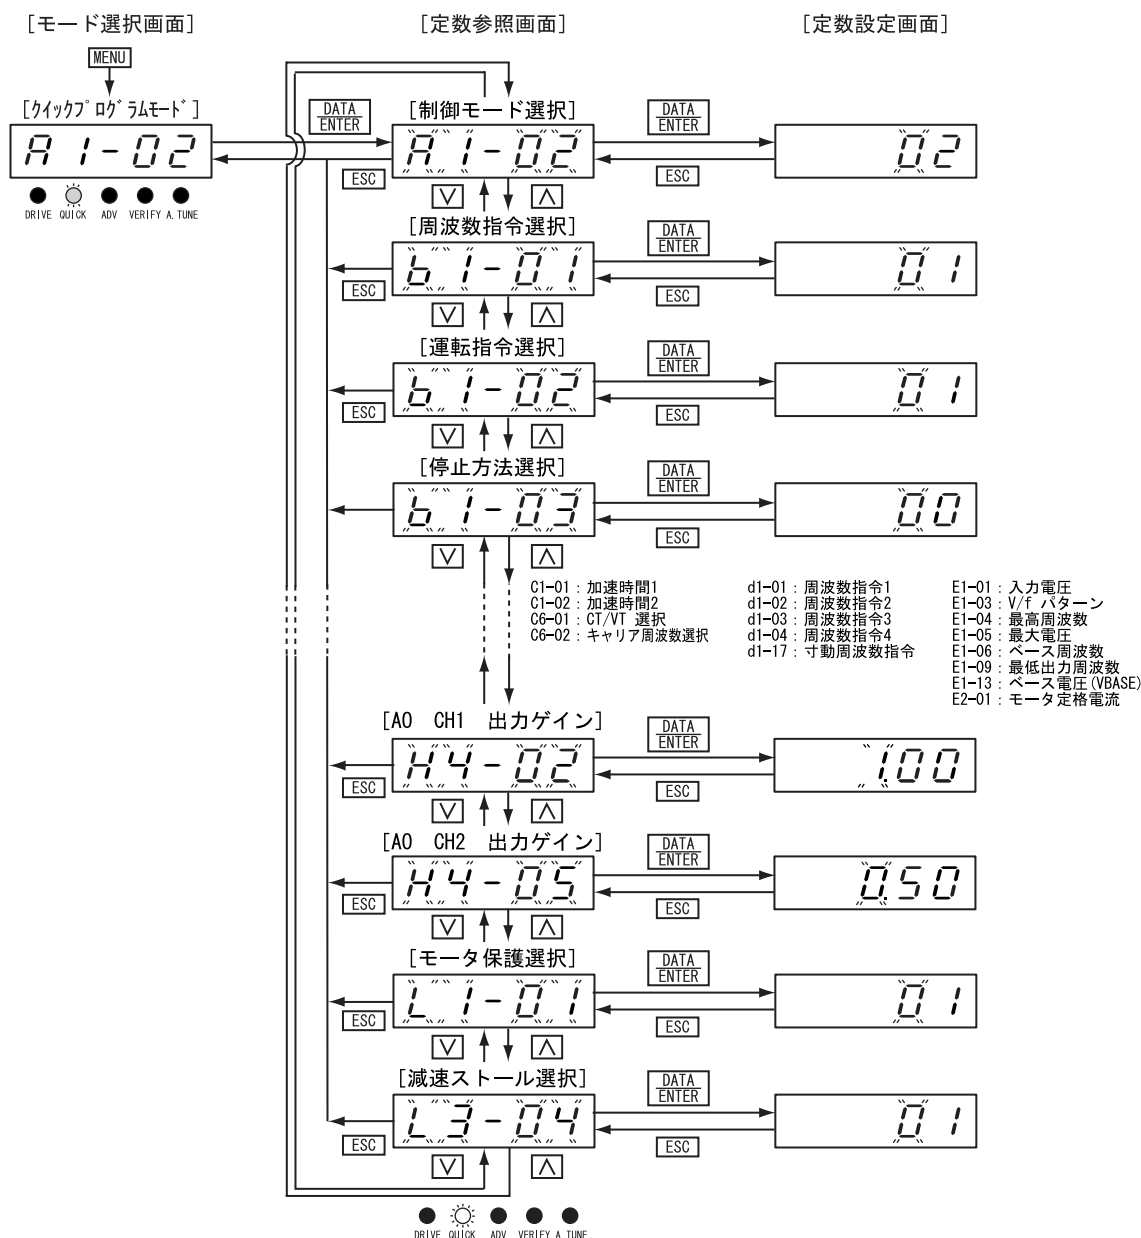 [モード選択画面] [定数参照画面] [定数設定画面]
MENU
[クイックプログラムモード]
A1-02
DRIVE QUICK ADV VERIFY A.TUNE
DATA
ENTER
ESC
[制御モード選択]
A1-02
DATA
ENTER
ESC
02
∨ ∧
[周波数指令選択]
b1-01
ESC
DATA
ENTER
ESC
01
∨ ∧
[運転指令選択]
b1-02
ESC
DATA
ENTER
ESC
01
∨ ∧
[停止方法選択]
b1-03
DATA
ENTER
ESC
00
∨ ∧
C1-01 : 加速時間1
C1-02 : 加速時間2
C6-01 : CT/VT 選択
C6-02 : キャリア周波数選択
d1-01 : 周波数指令1
d1-02 : 周波数指令2
d1-03 : 周波数指令3
d1-04 : 周波数指令4
d1-17 : 寸動周波数指令
E1-01 : 入力電圧
E1-03 : V/f パターン
E1-04 : 最高周波数
E1-05 : 最大電圧
E1-06 : ベース周波数
E1-09 : 最低出力周波数
E1-13 : ベース電圧(VBASE)
E2-01 : モータ定格電流
[AO CH1 出力ゲイン]
H4-02
ESC
DATA
ENTER
ESC
1.00
∨ ∧
[AO CH2 出力ゲイン]
H4-05
ESC
DATA
ENTER
ESC
0.50
∨ ∧
[モータ保護選択]
L1-01
ESC
DATA
ENTER
ESC
01
∨ ∧
[減速ストール選択]
L3-04
ESC
DATA
ENTER
ESC
01
∨ ∧
DRIVE QUICK ADV VERIFY A.TUNE